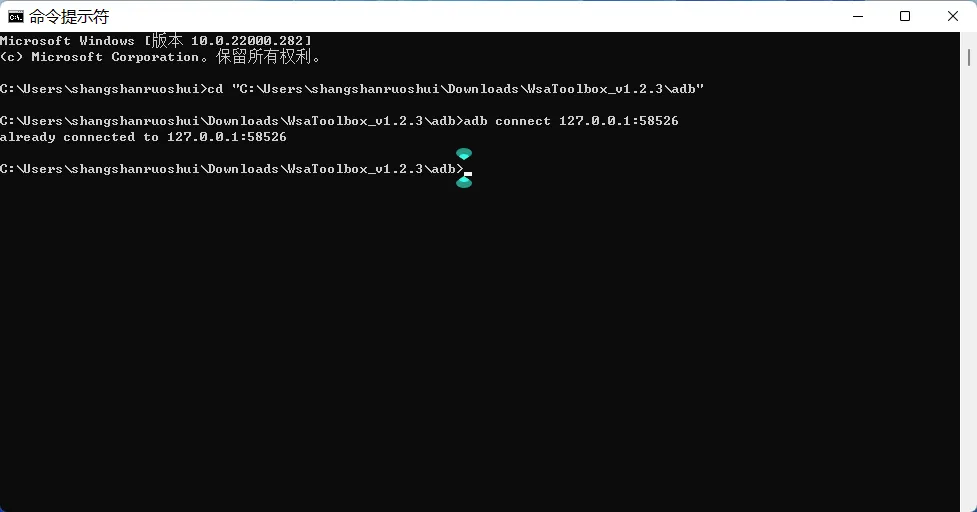 命令提示符
Microsoft Windows [版本 10.0.22000.282]
(c) Microsoft Corporation。保留所有权利。
C:\Users\shangshanruoshui>cd "C:\Users\shangshanruoshui\Downloads\WsaToolbox_v1.2.3\adb"
C:\Users\shangshanruoshui\Downloads\WsaToolbox_v1.2.3\adb>adb connect 127.0.0.1:58526
already connected to 127.0.0.1:58526
C:\Users\shangshanruoshui\Downloads\WsaToolbox_v1.2.3\adb>